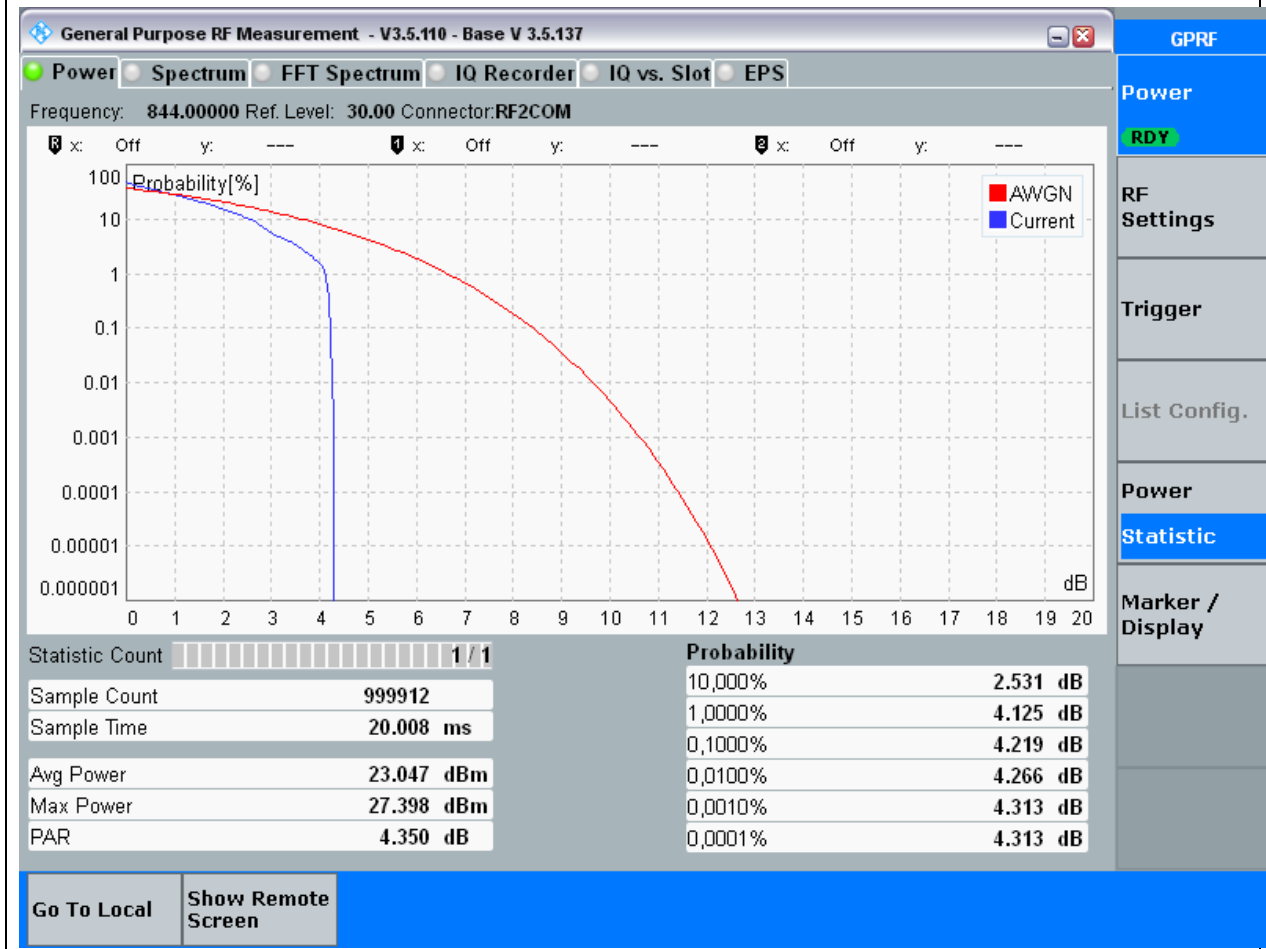 General Purpose RF Measurement - V3.5.110 - Base V 3.5.137
GPRF
Power Spectrum FFT Spectrum IQ Recorder IQ vs. Slot EPS
Frequency: 844.00000 Ref. Level: 30.00 Connector:RF2COM
R x: Off y: --- 1 x: Off y: --- 2 x: Off y: ---
Probability[%]
AWGN
Current
100
10
1
0.1
0.01
0.001
0.0001
0.00001
0.000001
dB
0 1 2 3 4 5 6 7 8 9 10 11 12 13 14 15 16 17 18 19 20
Statistic Count 1 / 1
Sample Count 999912
Sample Time 20.008 ms
Avg Power 23.047 dBm
Max Power 27.398 dBm
PAR 4.350 dB
Probability
10,000% 2.531 dB
1,0000% 4.125 dB
0,1000% 4.219 dB
0,0100% 4.266 dB
0,0010% 4.313 dB
0,0001% 4.313 dB
Power
RDY
RF
Settings
Trigger
List Config.
Power
Statistic
Marker /
Display
Go To Local
Show Remote
Screen